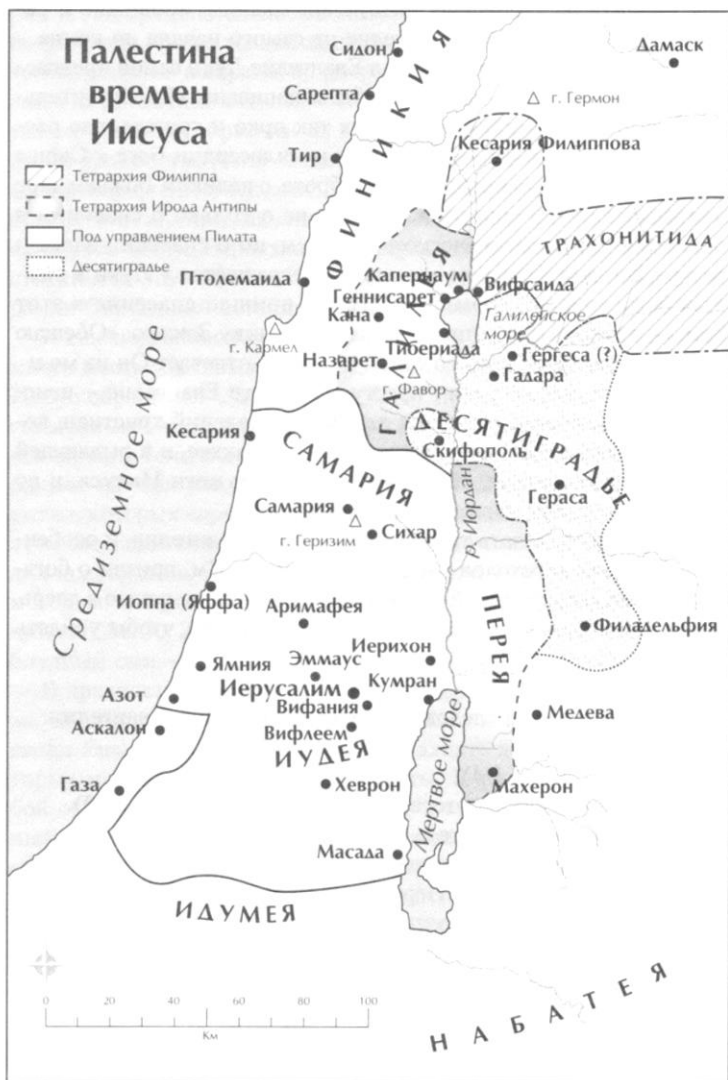 Палестина
времен
Иисуса
Тетрархия Филиппа
Тетрархия Ирода Антипы
Под управлением Пилата
Десятиградье
Сидон
Дамаск
Сарепта
г. Гермон
ФИНИКИЯ
Тир
Кесария Филиппова
ТРАХОНИТИДА
Птолемаида
Капернаум
Вифсаида
Геннисарет
ГАЛИЛЕЯ
Галилейское
море
Кана
г. Кармел
Тибериада
Гергеса (?)
Назарет
г. Фавор
Гадара
Средиземное море
ДЕСЯТИГРАДЬЕ
Кесария
Скифополь
САМАРИЯ
Гераса
Самария
г. Геризим
Сихар
р. Иордан
Иоппа (Яффа)
Аримафея
ПЕРЕЯ
Филадельфия
Ямния
Эммаус
Иерихон
Иерусалим
Кумран
Азот
Вифания
Медева
Аскалон
Вифлеем
ИУДЕЯ
Мертвое море
Газа
Хеврон
Махерон
Масада
ИДУМЕЯ
НАБАТЕЯ
0 20 40 60 80 100
Км